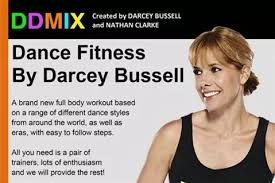 DDMIX Created by DARCEY BUSSELL
and NATHAN CLARKE
Dance Fitness
By Darcey Bussell
A brand new full body workout based
on a range of different dance styles
from around the world, as well as
eras, with easy to follow steps.
All you need is a pair of
trainers, lots of enthusiasm
and we will provide the rest!